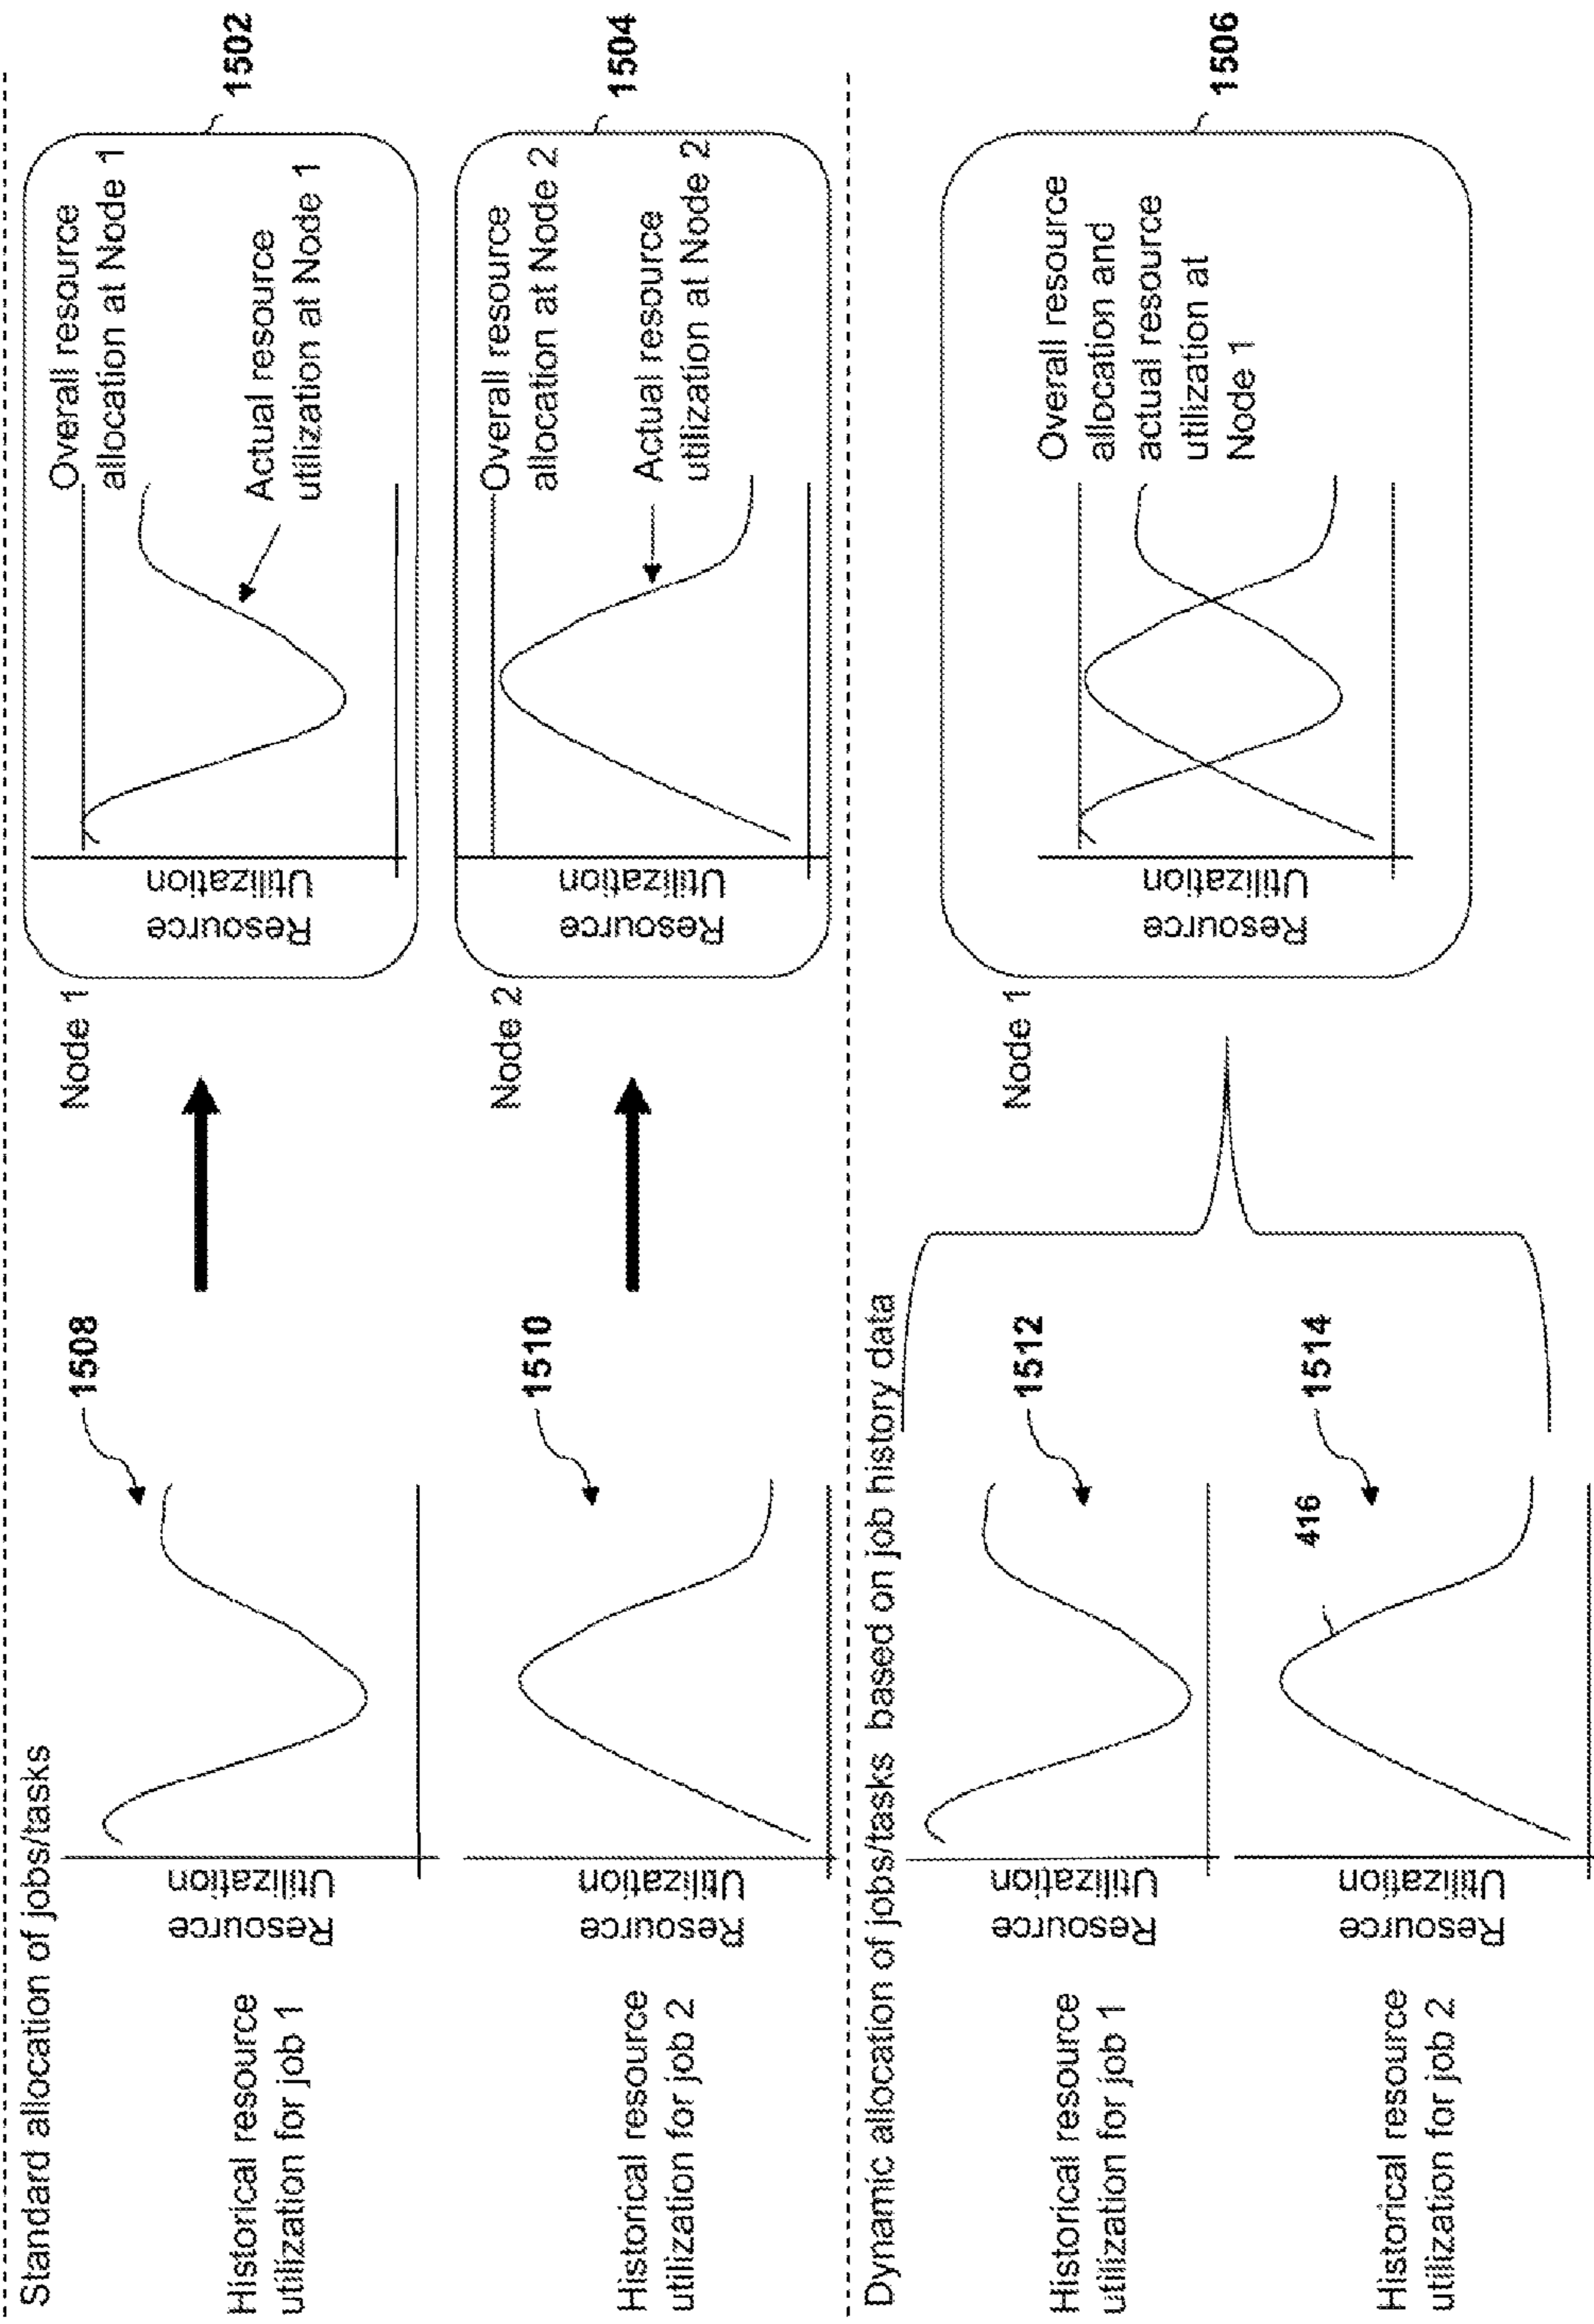 Standard allocation of jobs/tasks
Historical resource
utilization for job 1
Resource
Utilization
1508
Node 1
Resource
Utilization
Overall resource
allocation at Node 1
Actual resource
utilization at Node 1
1502
Historical resource
utilization for job 2
Resource
Utilization
1510
Node 2
Resource
Utilization
Overall resource
allocation at Node 2
Actual resource
utilization at Node 2
1504
Dynamic allocation of jobs/tasks based on job history data
Historical resource
utilization for job 1
Resource
Utilization
1512
Historical resource
utilization for job 2
Resource
Utilization
416
1514
Node 1
Resource
Utilization
Overall resource
allocation and
actual resource
utilization at
Node 1
1506